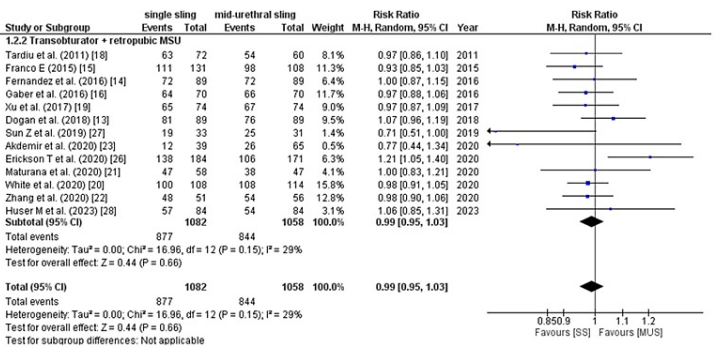 single sling mid-urethral sling Risk Ratio Risk Ratio
Study or Subgroup Events Total Events Total Weight M-H, Random, 95% CI Year M-H, Random, 95% CI
1.2.2 Transobturator + retropubic MSU
Tardiu et al. (2011) [18] 63 72 54 60 8.1% 0.97 [0.86, 1.10] 2011
Franco E (2015) [15] 111 131 98 108 11.3% 0.93 [0.85, 1.03] 2015
Fernandez et al. (2016) [14] 72 89 72 89 6.6% 1.00 [0.87, 1.16] 2016
Gaber et al. (2016) [16] 64 70 66 70 10.5% 0.97 [0.88, 1.06] 2016
Xu et al. (2017) [19] 65 74 67 74 9.4% 0.97 [0.87, 1.09] 2017
Dogan et al. (2018) [13] 81 89 76 89 10.2% 1.07 [0.96, 1.19] 2018
Sun Z (2019) [27] 19 33 25 31 0.9% 0.71 [0.51, 1.00] 2019
Akdemir et al. (2020) [23] 12 39 26 65 0.4% 0.77 [0.44, 1.34] 2020
Erickson T et al. (2020) [26] 138 184 106 171 6.3% 1.21 [1.05, 1.40] 2020
Maturana et al. (2020) [21] 47 58 38 47 4.0% 1.00 [0.83, 1.21] 2020
White et al. (2020) [20] 100 108 108 114 15.8% 0.98 [0.91, 1.05] 2020
Zhang et al. (2020) [22] 48 51 54 56 12.8% 0.98 [0.90, 1.06] 2020
Huser M et al. (2023) [28] 57 84 54 84 3.1% 1.06 [0.85, 1.31] 2023
Subtotal (95% CI) 1082 1058 100.0% 0.99 [0.95, 1.03]
Total events 877 844
Heterogeneity: Tau² = 0.00; Chi² = 16.96, df = 12 (P = 0.15); I² = 29%
Test for overall effect: Z = 0.44 (P = 0.66)
Total (95% CI) 1082 1058 100.0% 0.99 [0.95, 1.03]
Total events 877 844
Heterogeneity: Tau² = 0.00; Chi² = 16.96, df = 12 (P = 0.15); I² = 29%
Test for overall effect: Z = 0.44 (P = 0.66)
Test for subgroup differences: Not applicable
0.85 0.9 1 1.1 1.2
Favours [SS] Favours [MUS]